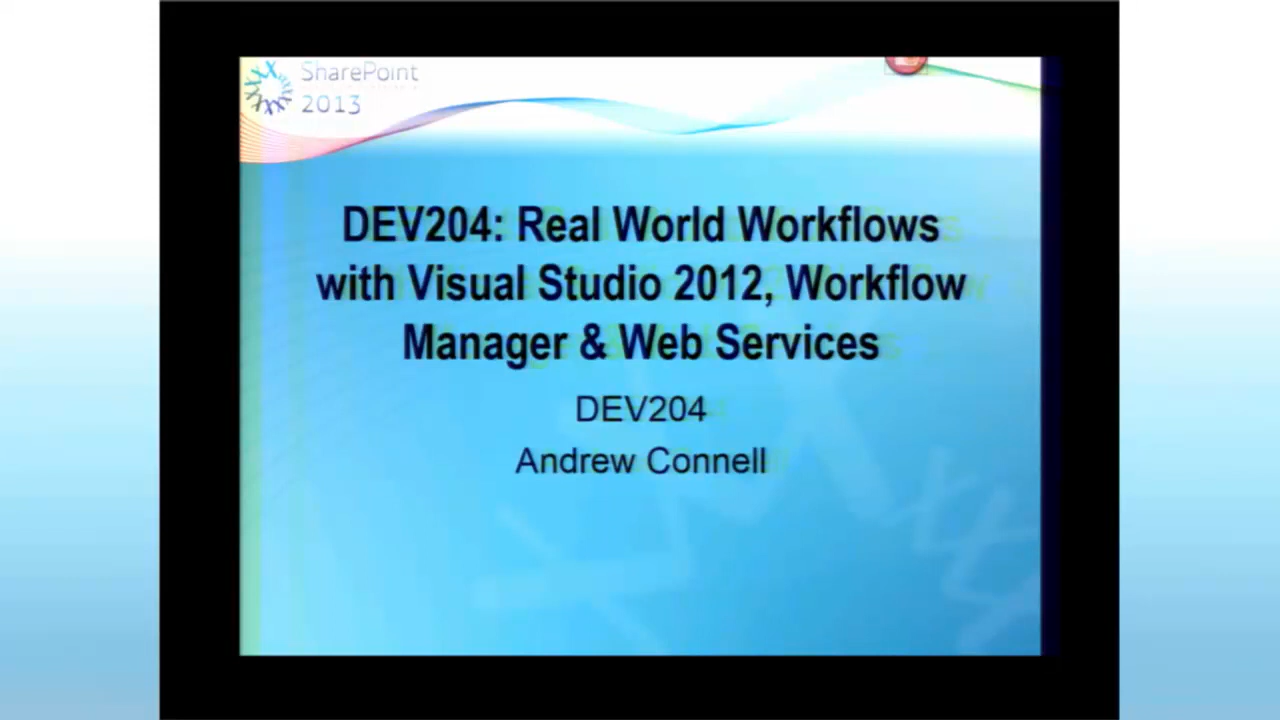 SharePoint
2013
DEV204: Real World Workflows
with Visual Studio 2012, Workflow
Manager & Web Services
DEV204
Andrew Connell